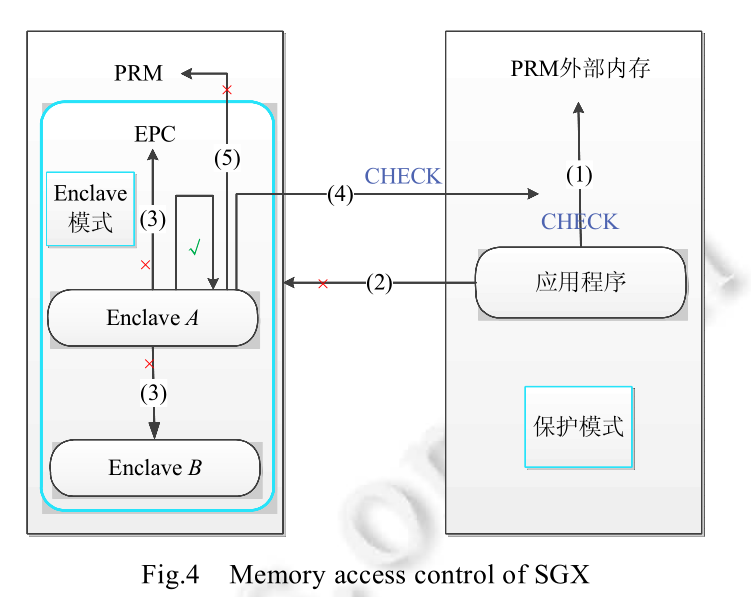 PRM
PRM外部内存
EPC
(5)
CHECK
(1)
Enclave
模式
(3)
(4)
CHECK
√
(2)
应用程序
Enclave A
(3)
保护模式
Enclave B
Fig.4 Memory access control of SGX